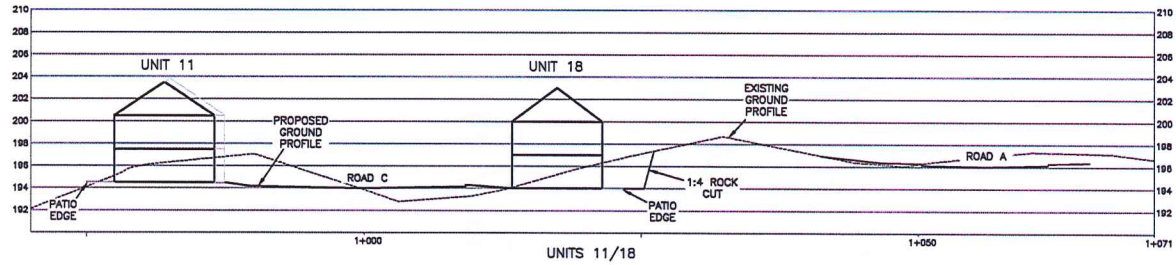 210
208
206
204
202
200
198
196
194
192
UNIT 11
UNIT 18
PROPOSED
GROUND
PROFILE
EXISTING
GROUND
PROFILE
ROAD C
ROAD A
PATIO
EDGE
PATIO
EDGE
1:4 ROCK
CUT
210
208
206
204
202
200
198
196
194
192
1+000
1+050
1+071
UNITS 11/18